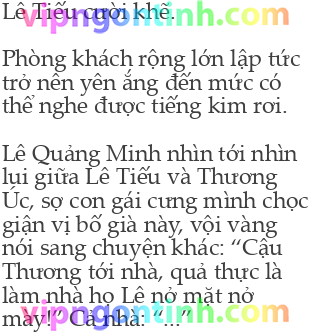 Lê Tiếu cười khẽ.
vipngontinh.com
Phòng khách rộng lớn lập tức
trở nên yên ắng đến mức có
thể nghe được tiếng kim rơi.
Lê Quảng Minh nhìn tới nhìn
lui giữa Lê Tiếu và Thương
Úc, sợ con gái cưng mình chọc
giận vị bố già này, vội vàng
nói sang chuyện khác: “Cậu
Thương tới nhà, quả thực là
làm nhà họ Lê nở mặt nở
mày!” Cả nhà: “...”
vipngontinh.com